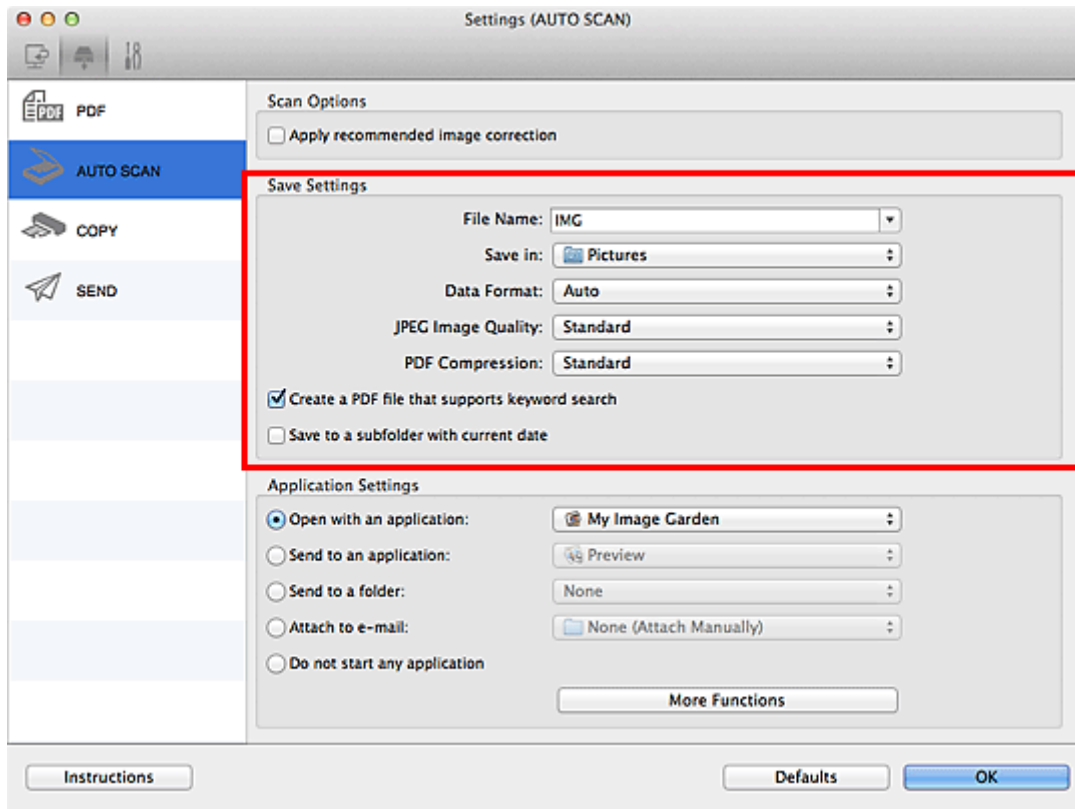 Settings (AUTO SCAN)
PDF
PDF
AUTO SCAN
COPY
SEND
Scan Options
Apply recommended image correction
Save Settings
File Name: IMG
Save in: Pictures
Data Format: Auto
JPEG Image Quality: Standard
PDF Compression: Standard
Create a PDF file that supports keyword search
Save to a subfolder with current date
Application Settings
Open with an application: My Image Garden
Send to an application: Preview
Send to a folder: None
Attach to e-mail: None (Attach Manually)
Do not start any application
More Functions
Instructions
Defaults
OK